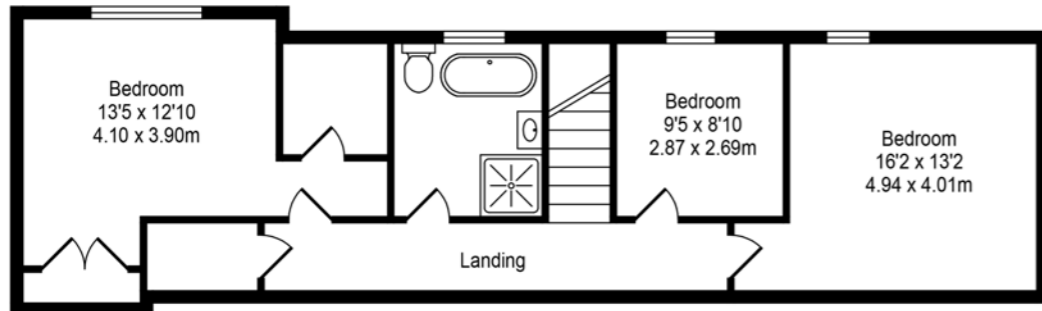 Bedroom
13'5 x 12'10
4.10 x 3.90m
Bedroom
9'5 x 8'10
2.87 x 2.69m
Bedroom
16'2 x 13'2
4.94 x 4.01m
Landing